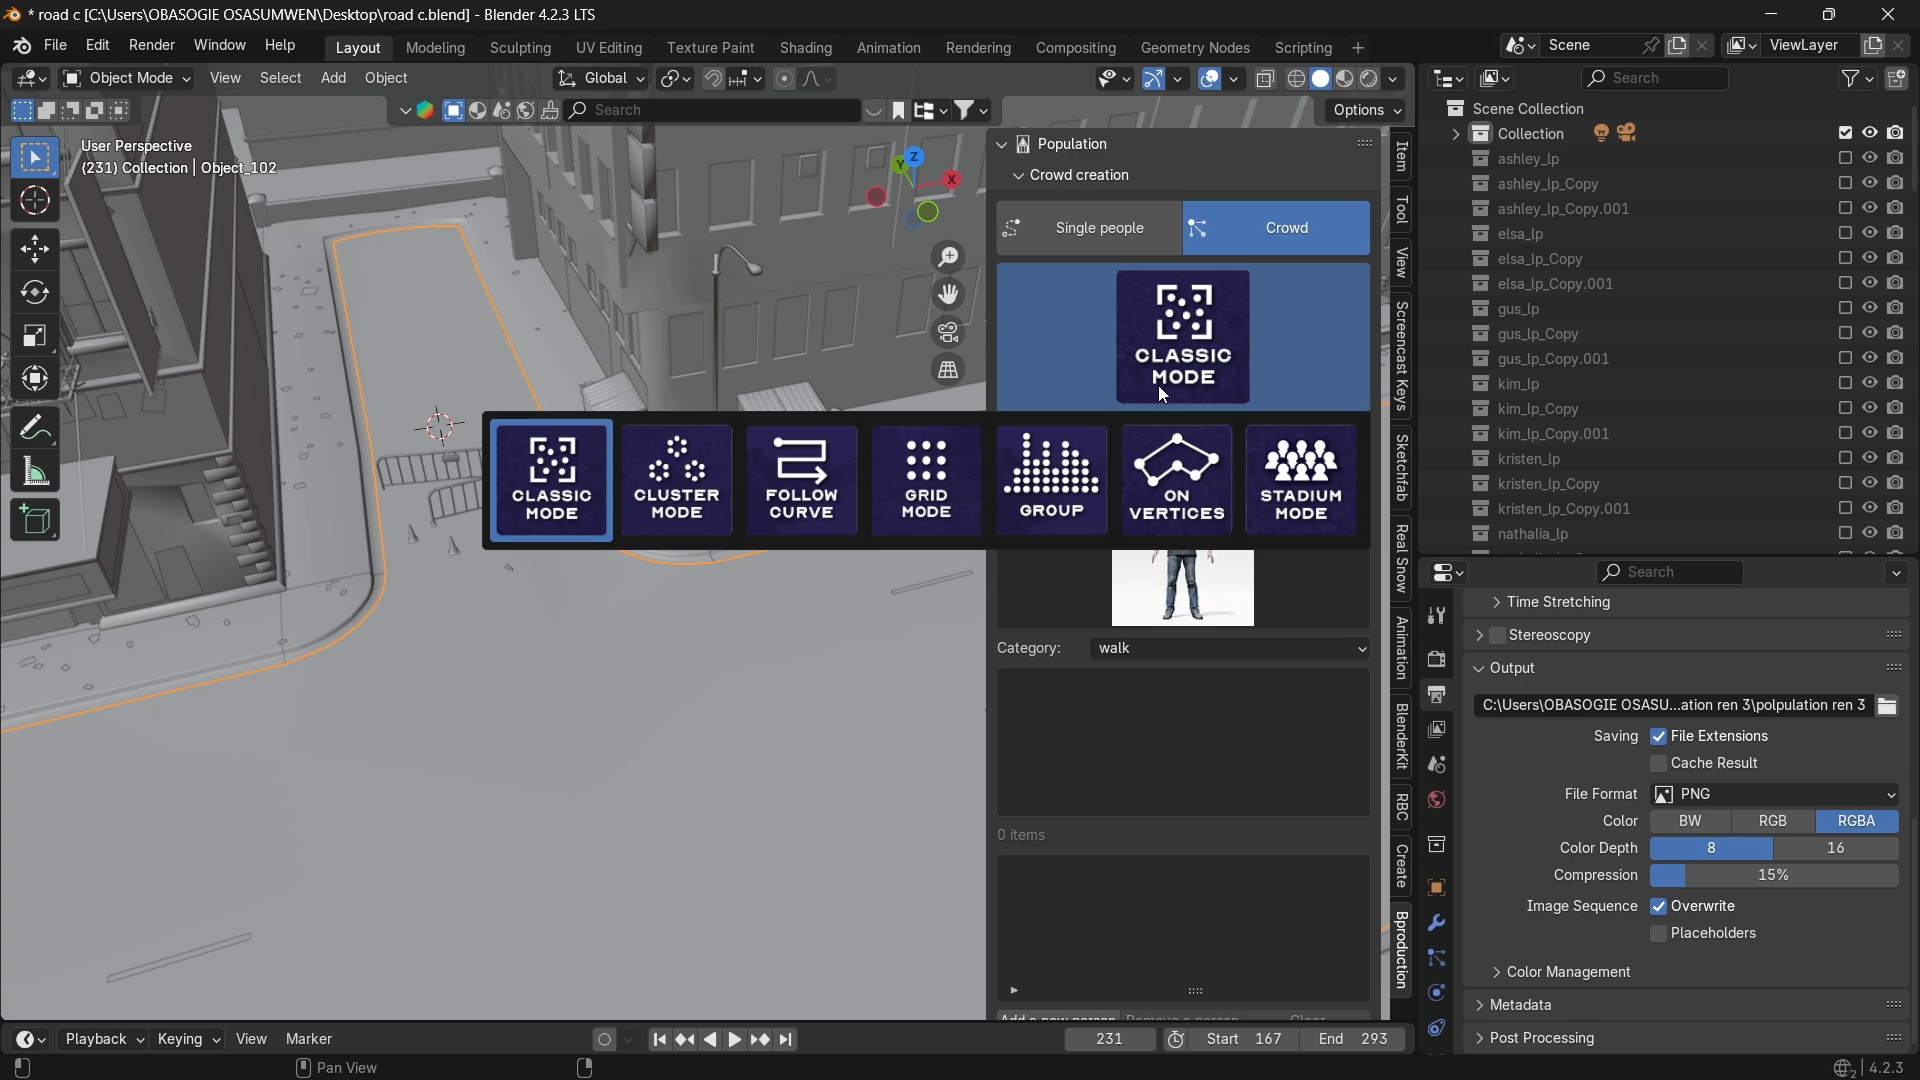 * road c [C:\Users\OBASOGIE OSASUMWEN\Desktop\road c.blend] - Blender 4.2.3 LTS
File Edit Render Window Help Layout Modeling Sculpting UV Editing Texture Paint Shading Animation Rendering Compositing Geometry Nodes Scripting + Scene ViewLayer
Object Mode View Select Add Object Global Search
Search Options
User Perspective
(231) Collection | Object_102
Z
Y
X
Population
Crowd creation
Single people Crowd
CLASSIC
MODE
CLASSIC
MODE
CLUSTER
MODE
FOLLOW
CURVE
GRID
MODE
GROUP
ON
VERTICES
STADIUM
MODE
Category: walk
0 items
Item
Tool
View
Screencast Keys
Sketchfab
Real Snow
Animation
BlenderKit
RBC
Create
Bproduction
Scene Collection
Collection
ashley_lp
ashley_lp_Copy
ashley_lp_Copy.001
elsa_lp
elsa_lp_Copy
elsa_lp_Copy.001
gus_lp
gus_lp_Copy
gus_lp_Copy.001
kim_lp
kim_lp_Copy
kim_lp_Copy.001
kristen_lp
kristen_lp_Copy
kristen_lp_Copy.001
nathalia_lp
Search
Time Stretching
Stereoscopy
Output
C:\Users\OBASOGIE OSASU...ation ren 3\polpulation ren 3
Saving File Extensions
Cache Result
File Format PNG
Color BW RGB RGBA
Color Depth 8 16
Compression 15%
Image Sequence Overwrite
Placeholders
Color Management
Metadata
Post Processing
Playback Keying View Marker 231 Start 167 End 293
Pan View 4.2.3